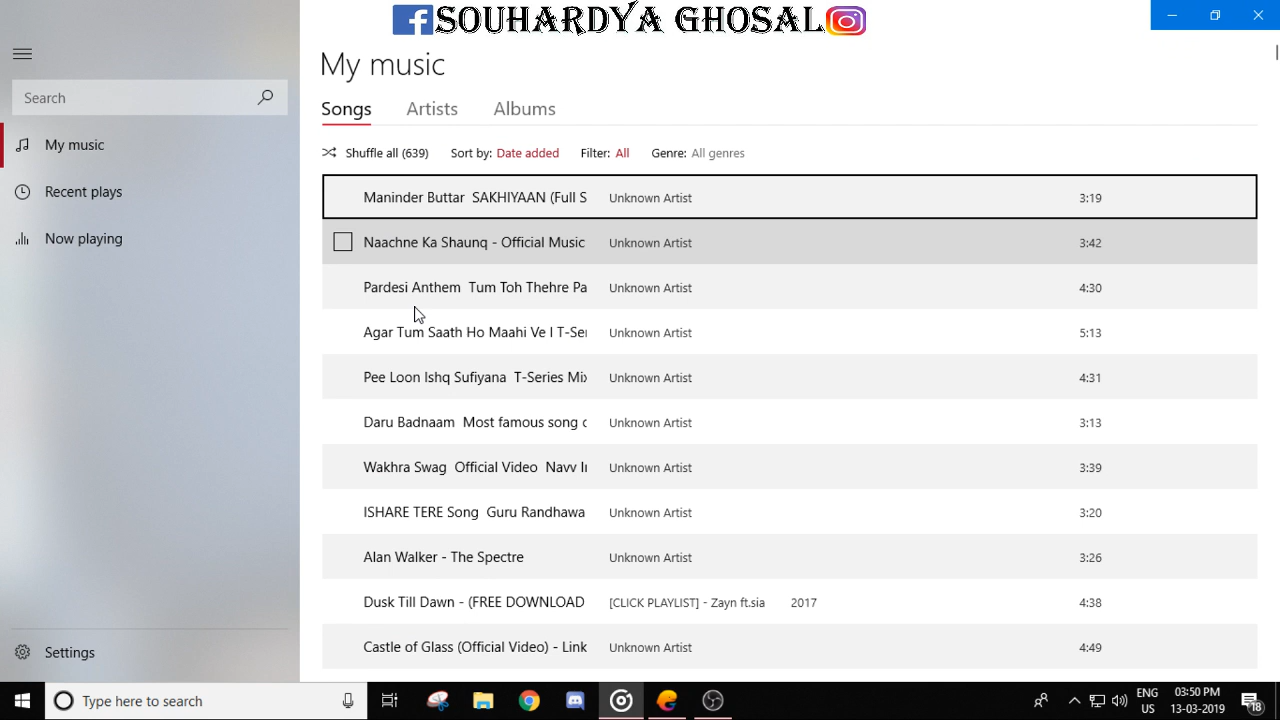 SOUHARDYA GHOSAL
My music
Search
Songs Artists Albums
My music
Shuffle all (639) Sort by: Date added Filter: All Genre: All genres
Recent plays
Maninder Buttar SAKHIYAAN (Full S Unknown Artist 3:19
Now playing
Naachne Ka Shaunq - Official Music Unknown Artist 3:42
Pardesi Anthem Tum Toh Thehre Pa Unknown Artist 4:30
Agar Tum Saath Ho Maahi Ve I T-Ser Unknown Artist 5:13
Pee Loon Ishq Sufiyana T-Series Mix Unknown Artist 4:31
Daru Badnaam Most famous song o Unknown Artist 3:13
Wakhra Swag Official Video Navv In Unknown Artist 3:39
ISHARE TERE Song Guru Randhawa Unknown Artist 3:20
Alan Walker - The Spectre Unknown Artist 3:26
Dusk Till Dawn - (FREE DOWNLOAD [CLICK PLAYLIST] - Zayn ft.sia 2017 4:38
Castle of Glass (Official Video) - Link Unknown Artist 4:49
Settings
Type here to search
ENG
US
03:50 PM
13-03-2019
18